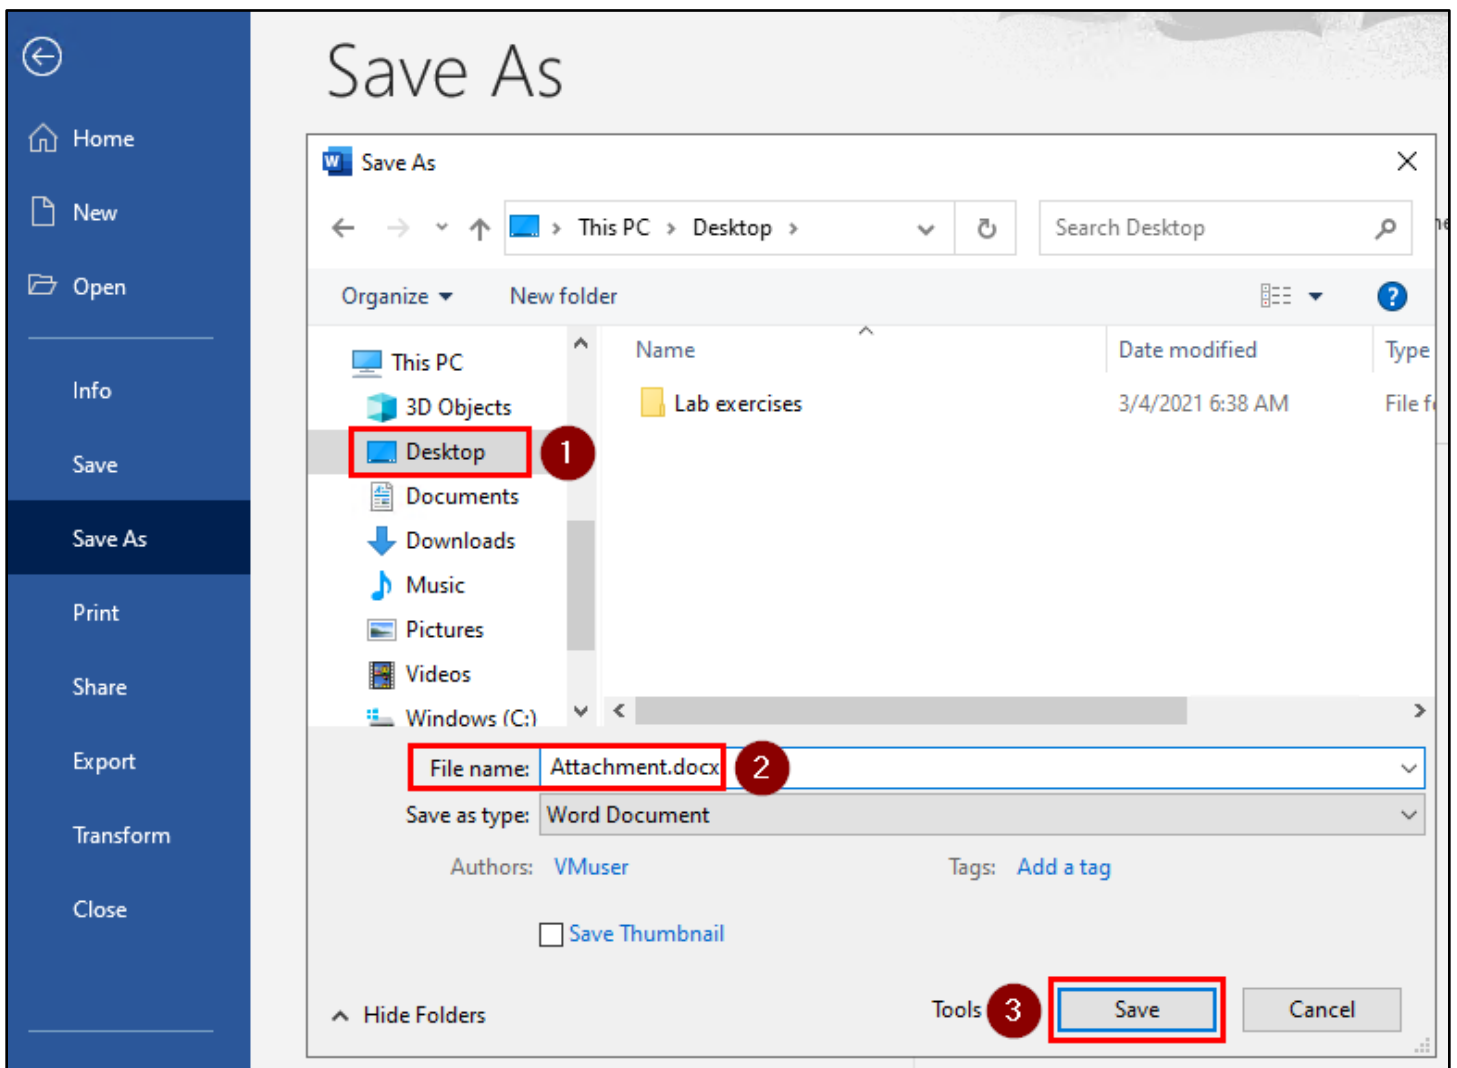 Save As
Home
New
Open
Info
Save
Save As
Print
Share
Export
Transform
Close
W Save As
This PC > Desktop >
Search Desktop
Organize
New folder
?
Name
Date modified
Type
This PC
3D Objects
Desktop 1
Documents
Downloads
Music
Pictures
Videos
Windows (C:)
Lab exercises
3/4/2021 6:38 AM
File
File name: Attachment.docx 2
Save as type: Word Document
Authors: VMuser
Tags: Add a tag
Save Thumbnail
Hide Folders
Tools 3 Save Cancel